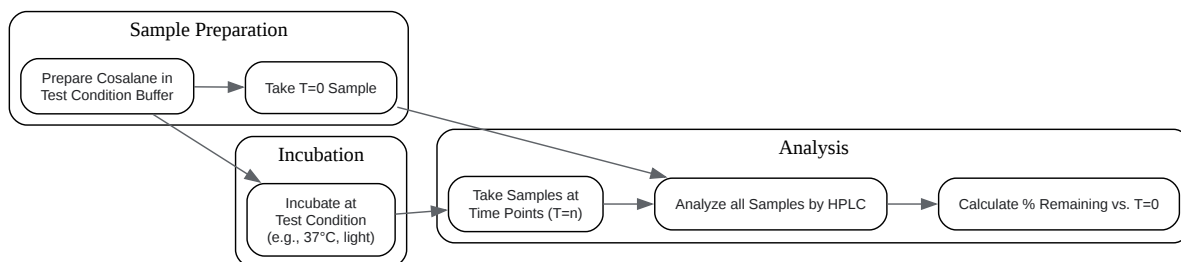 Sample Preparation
Prepare Cosalane in
Test Condition Buffer
Take T=0 Sample
Incubation
Incubate at
Test Condition
(e.g., 37°C, light)
Analysis
Take Samples at
Time Points (T=n)
Analyze all Samples by HPLC
Calculate % Remaining vs. T=0